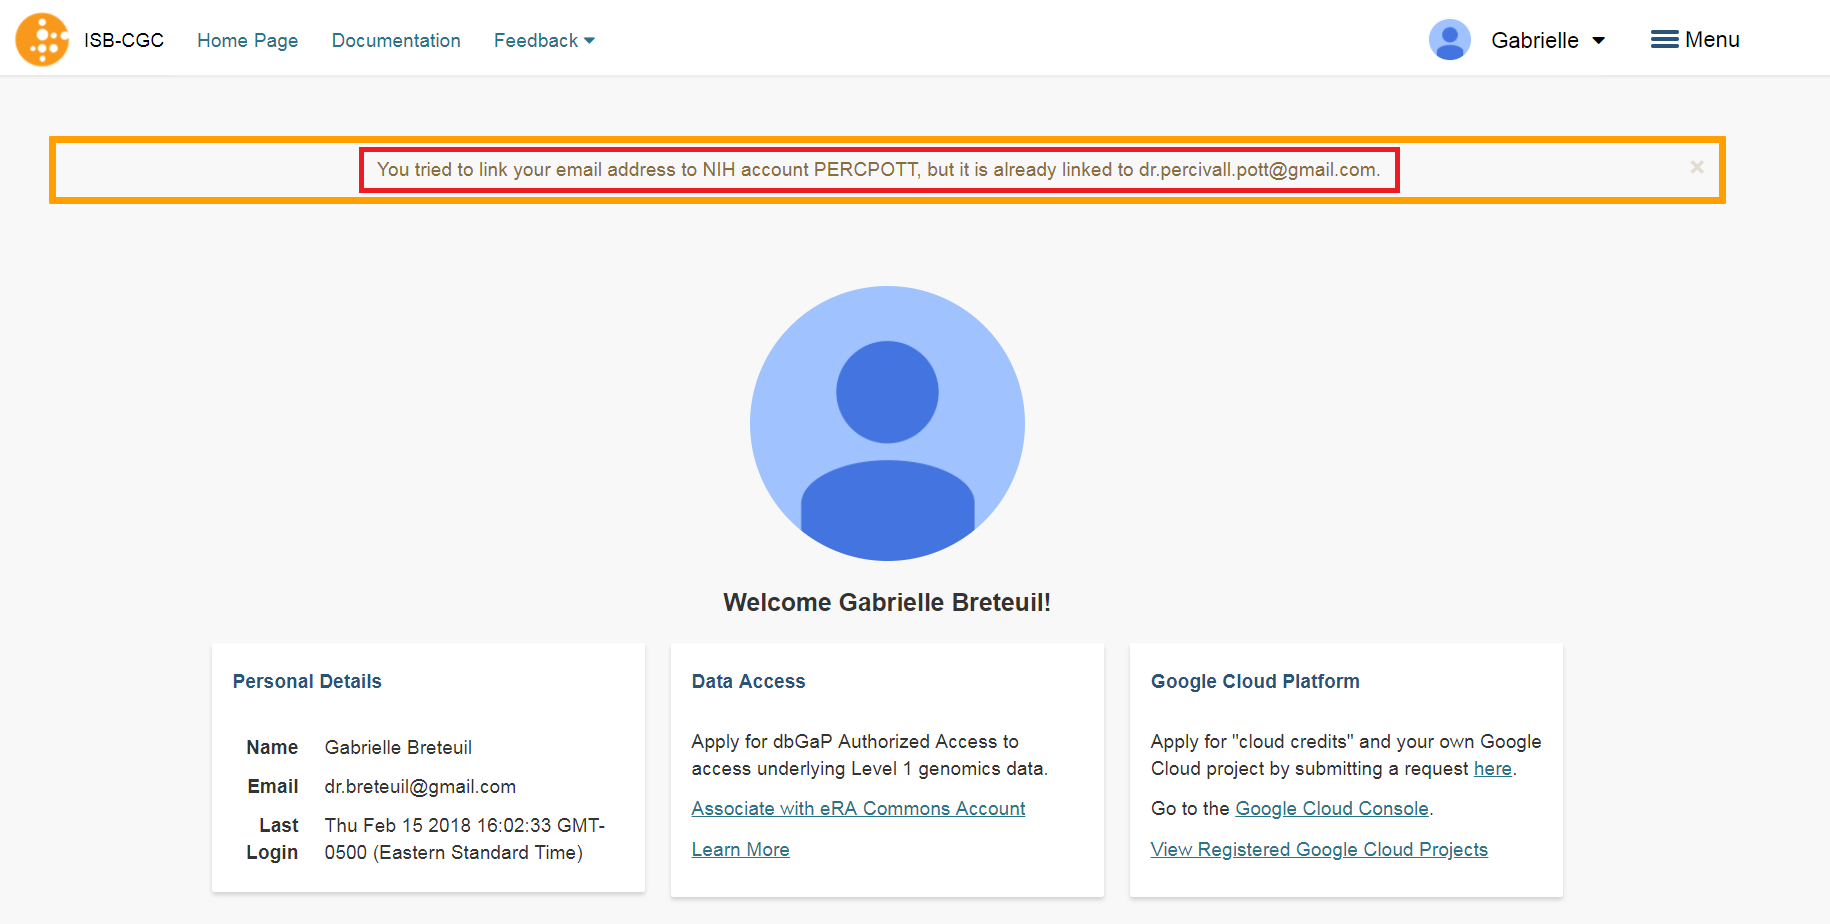 ISB-CGC Home Page Documentation Feedback Gabrielle Menu
You tried to link your email address to NIH account PERCPOTT, but it is already linked to dr.percivall.pott@gmail.com. ×
Welcome Gabrielle Breteuil!
Personal Details
Name Gabrielle Breteuil
Email dr.breteuil@gmail.com
Last Login Thu Feb 15 2018 16:02:33 GMT-
0500 (Eastern Standard Time)
Data Access
Apply for dbGaP Authorized Access to
access underlying Level 1 genomics data.
Associate with eRA Commons Account
Learn More
Google Cloud Platform
Apply for "cloud credits" and your own Google
Cloud project by submitting a request here.
Go to the Google Cloud Console.
View Registered Google Cloud Projects